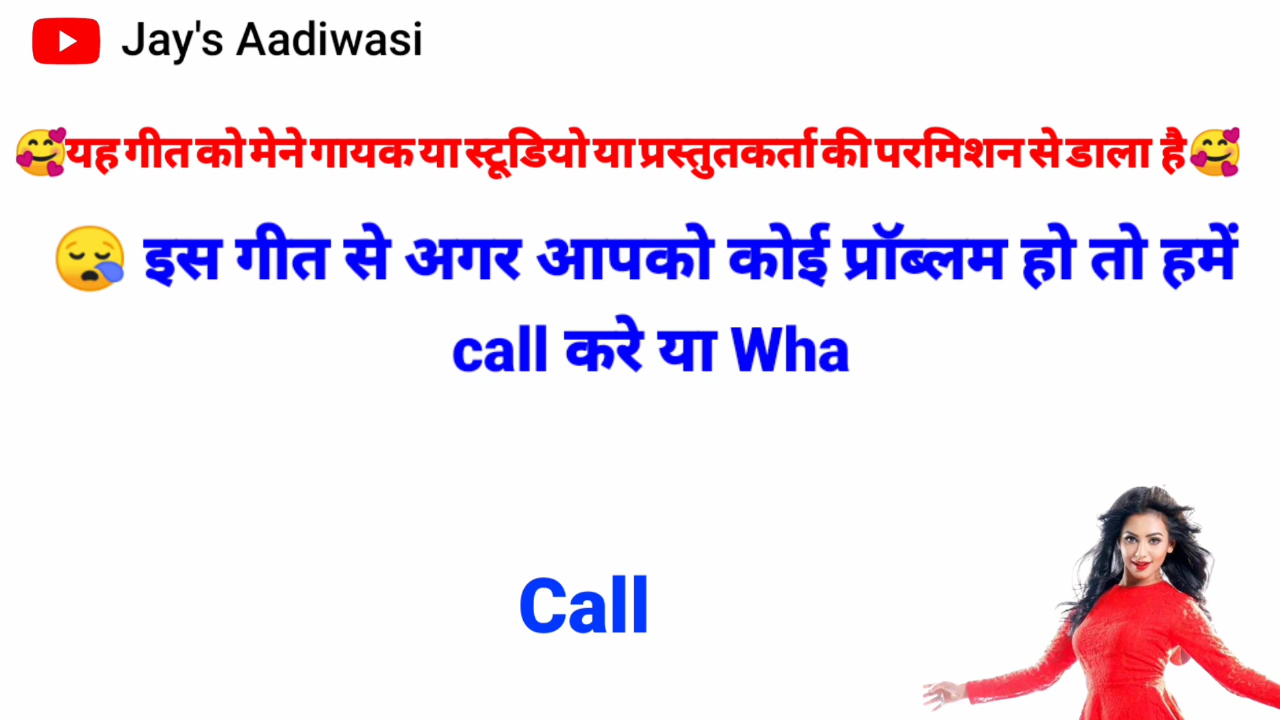 Jay's Aadiwasi
🥰यह गीत को मेने गायक या स्टूडियो या प्रस्तुतकर्ता की परमिशन से डाला है🥰
😪 इस गीत से अगर आपको कोई प्रॉब्लम हो तो हमें
call करे या Wha
Call